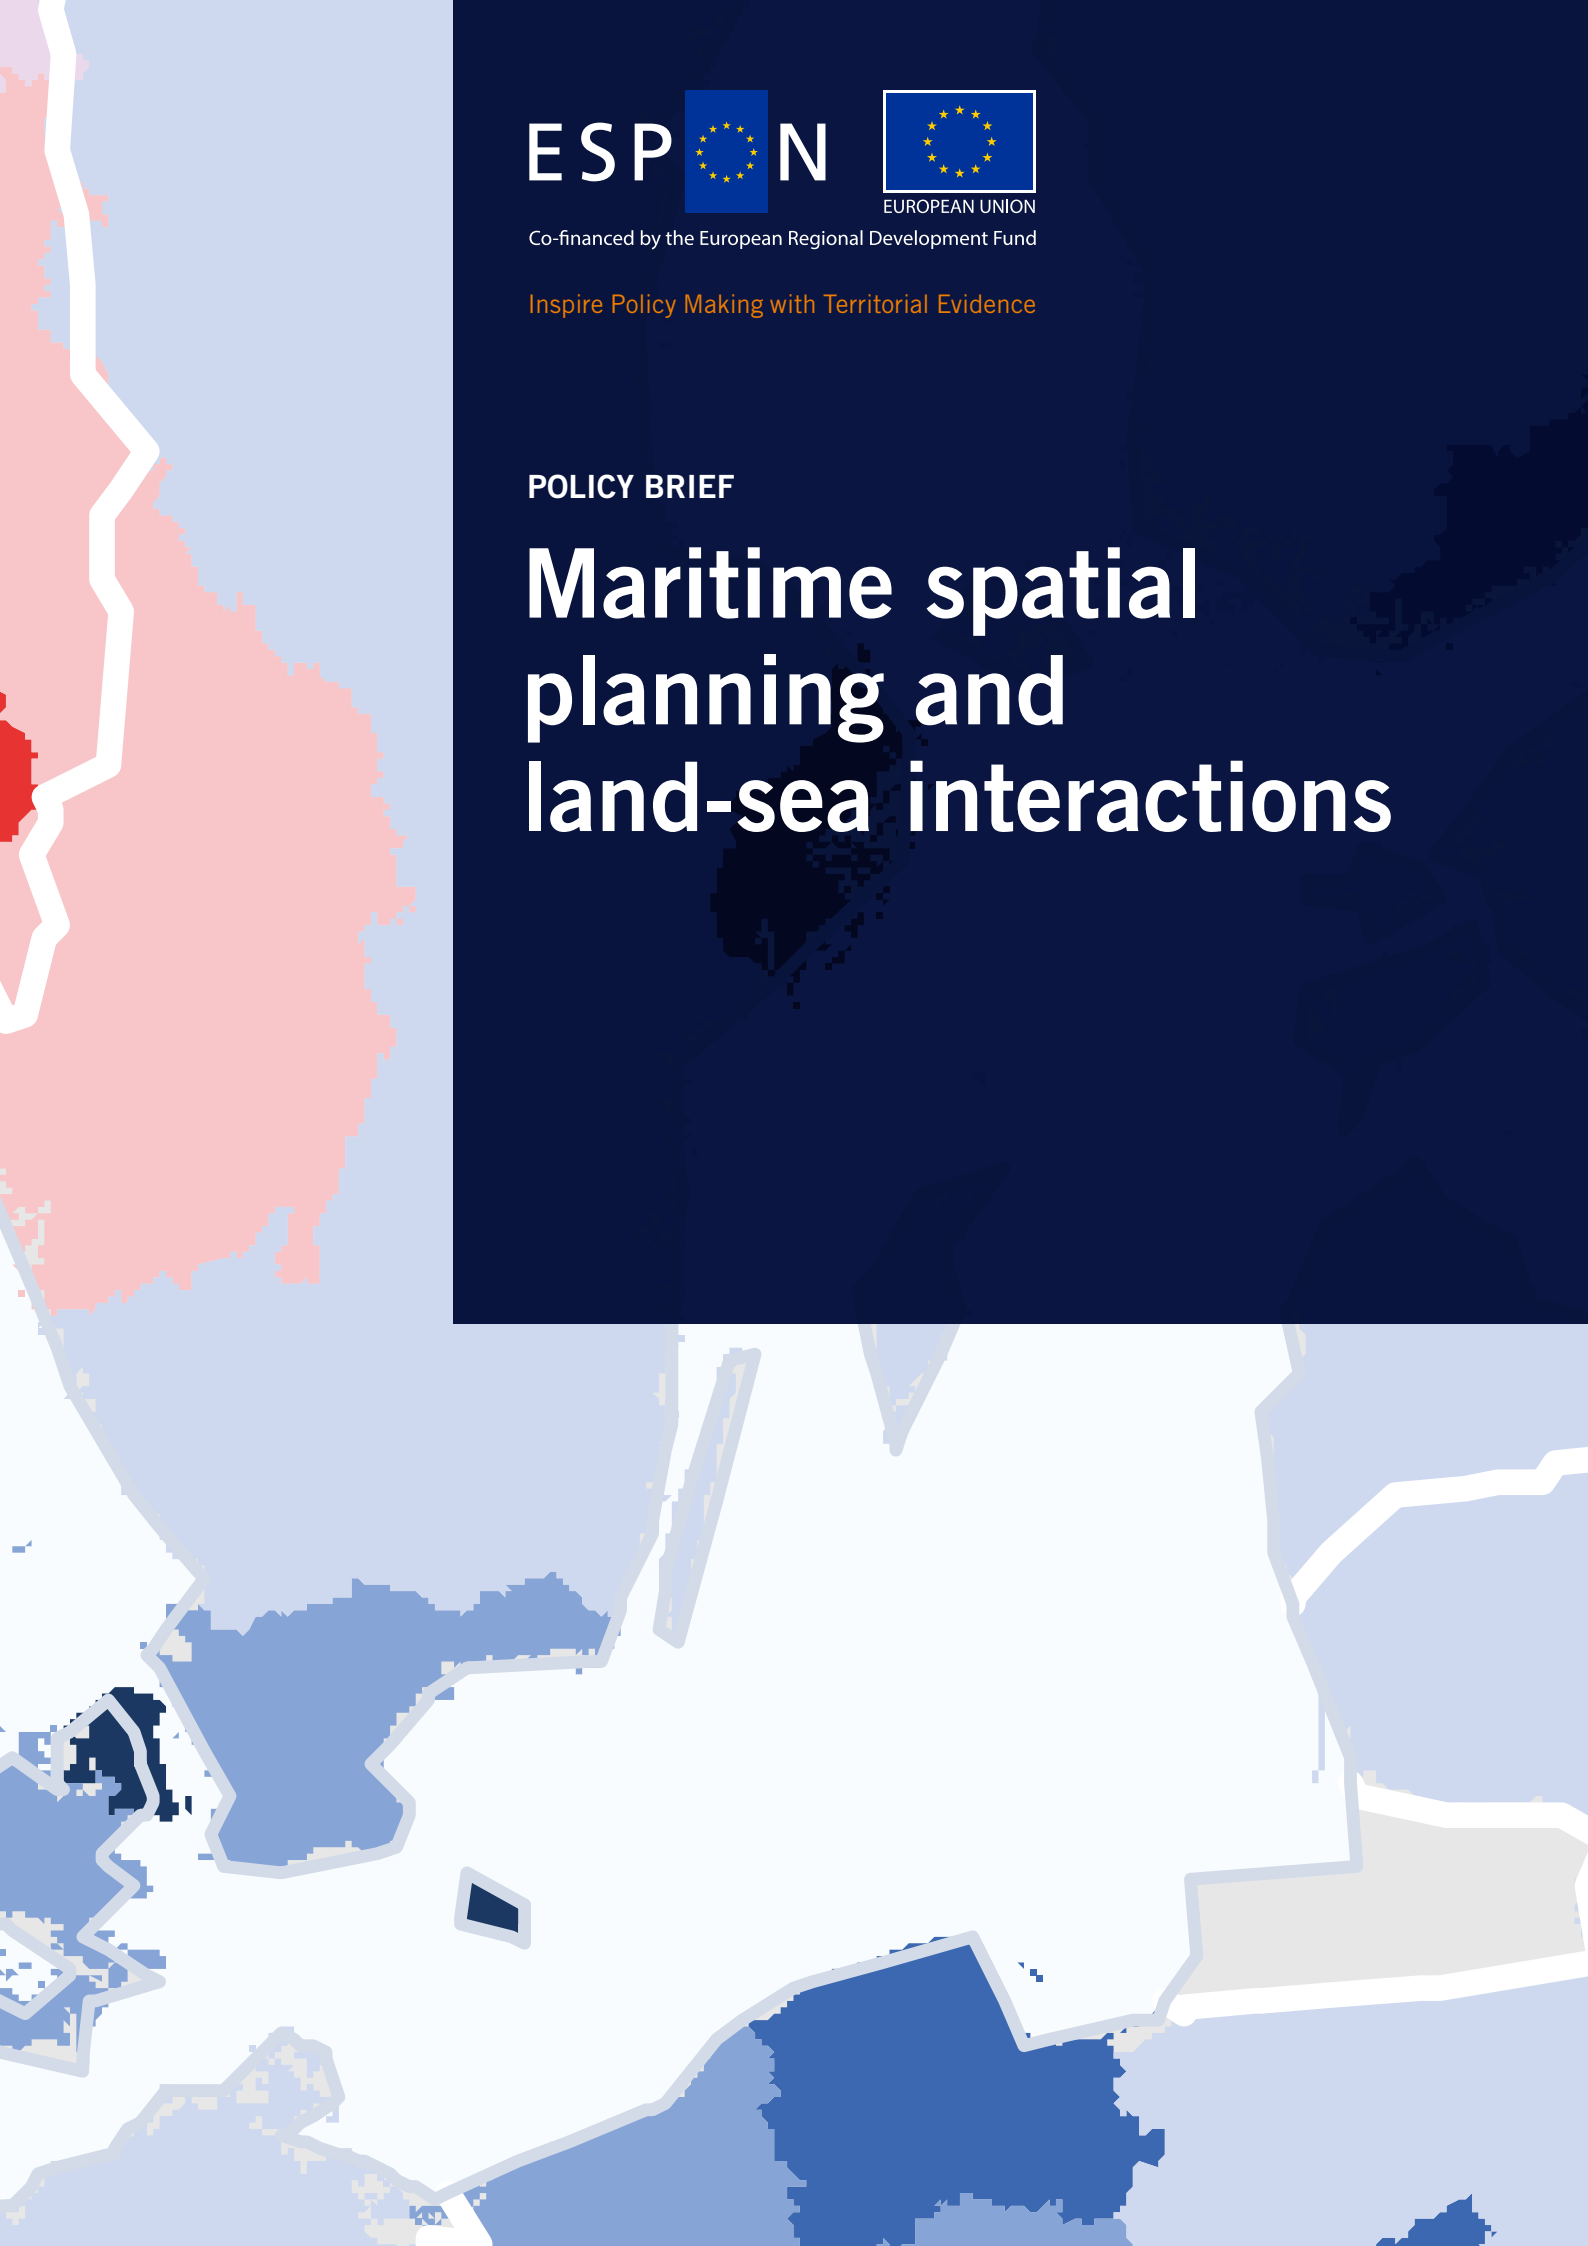 ESPON
EUROPEAN UNION
Co-financed by the European Regional Development Fund
Inspire Policy Making with Territorial Evidence
POLICY BRIEF
Maritime spatial
planning and
land-sea interactions